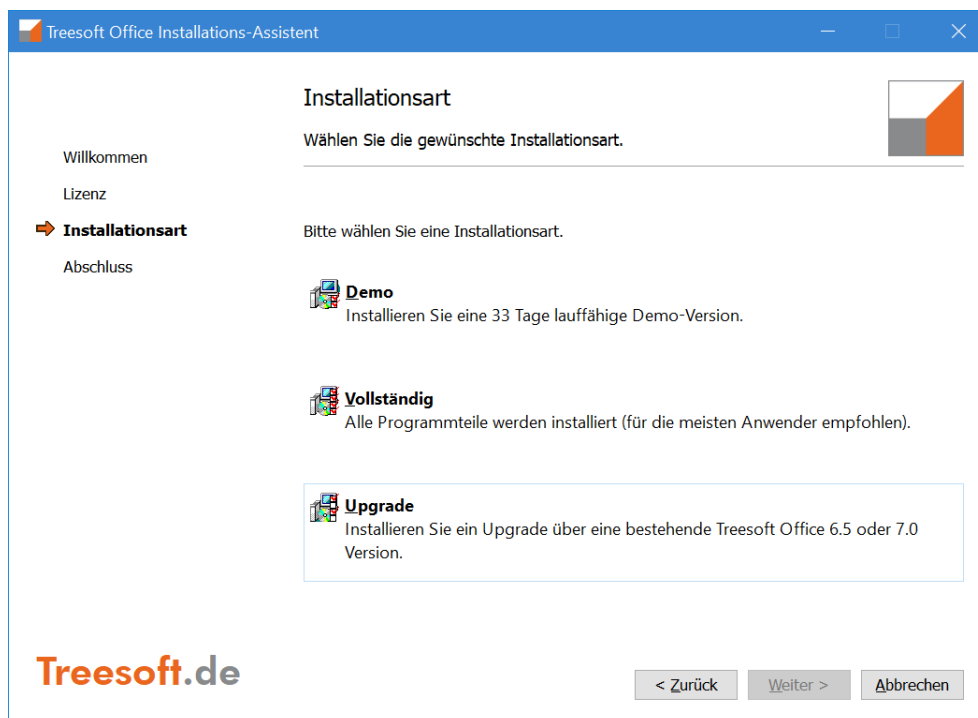 Treesoft Office Installations-Assistent
Installationsart
Wählen Sie die gewünschte Installationsart.
Willkommen
Lizenz
Installationsart
Abschluss
Bitte wählen Sie eine Installationsart.
Demo
Installieren Sie eine 33 Tage lauffähige Demo-Version.
Vollständig
Alle Programmteile werden installiert (für die meisten Anwender empfohlen).
Upgrade
Installieren Sie ein Upgrade über eine bestehende Treesoft Office 6.5 oder 7.0
Version.
Treesoft.de
< Zurück
Weiter >
Abbrechen